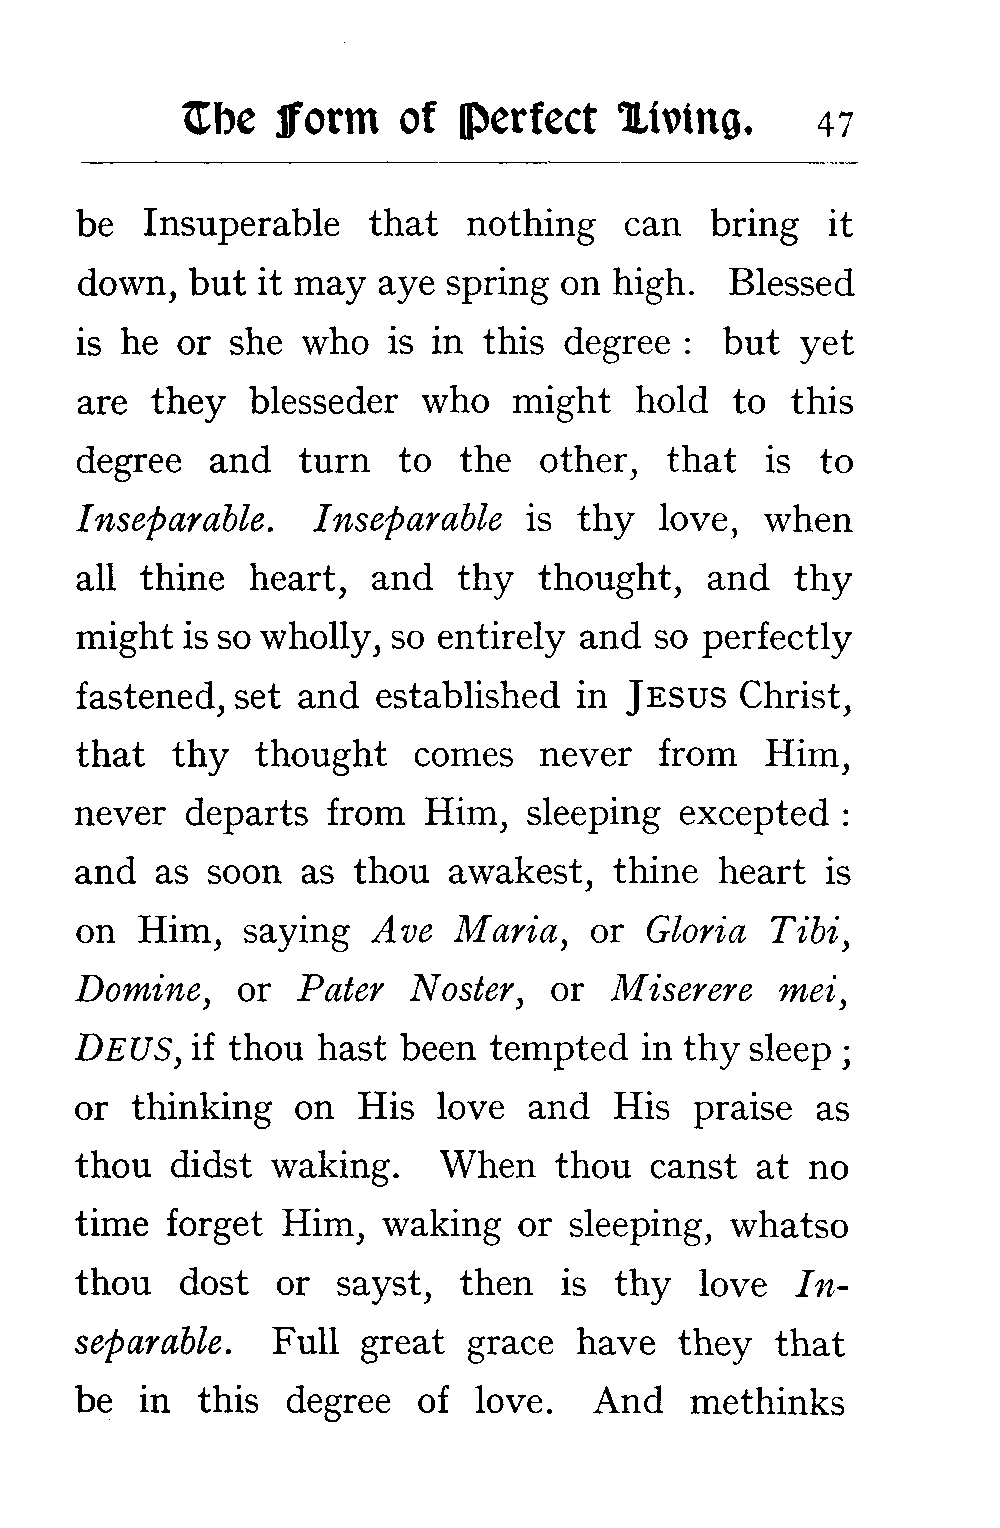 The Form of Perfect Living. 47
be Insuperable that nothing can bring it
down, but it may aye spring on high. Blessed
is he or she who is in this degree : but yet
are they blesseder who might hold to this
degree and turn to the other, that is to
Inseparable. Inseparable is thy love, when
all thine heart, and thy thought, and thy
might is so wholly, so entirely and so perfectly
fastened, set and established in JESUS Christ,
that thy thought comes never from Him,
never departs from Him, sleeping excepted :
and as soon as thou awakest, thine heart is
on Him, saying Ave Maria, or Gloria Tibi,
Domine, or Pater Noster, or Miserere mei,
DEUS, if thou hast been tempted in thy sleep ;
or thinking on His love and His praise as
thou didst waking. When thou canst at no
time forget Him, waking or sleeping, whatso
thou dost or sayst, then is thy love In-
separable. Full great grace have they that
be in this degree of love. And methinks